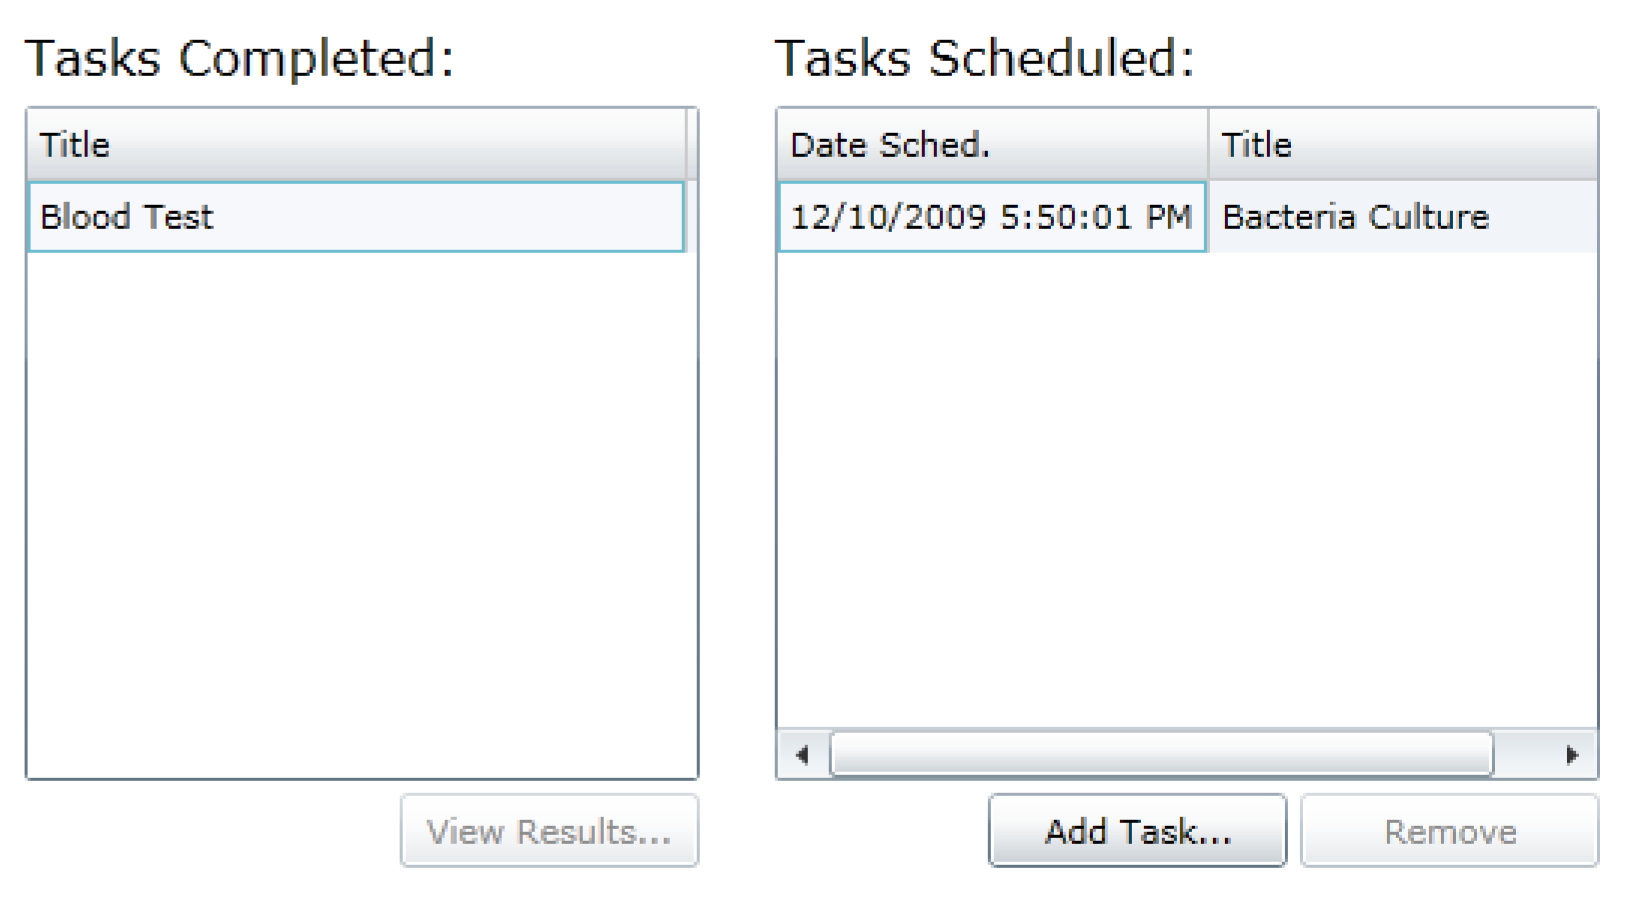 Tasks Completed:
Title
Blood Test
View Results...
Tasks Scheduled:
Date Sched. Title
12/10/2009 5:50:01 PM Bacteria Culture
Add Task... Remove